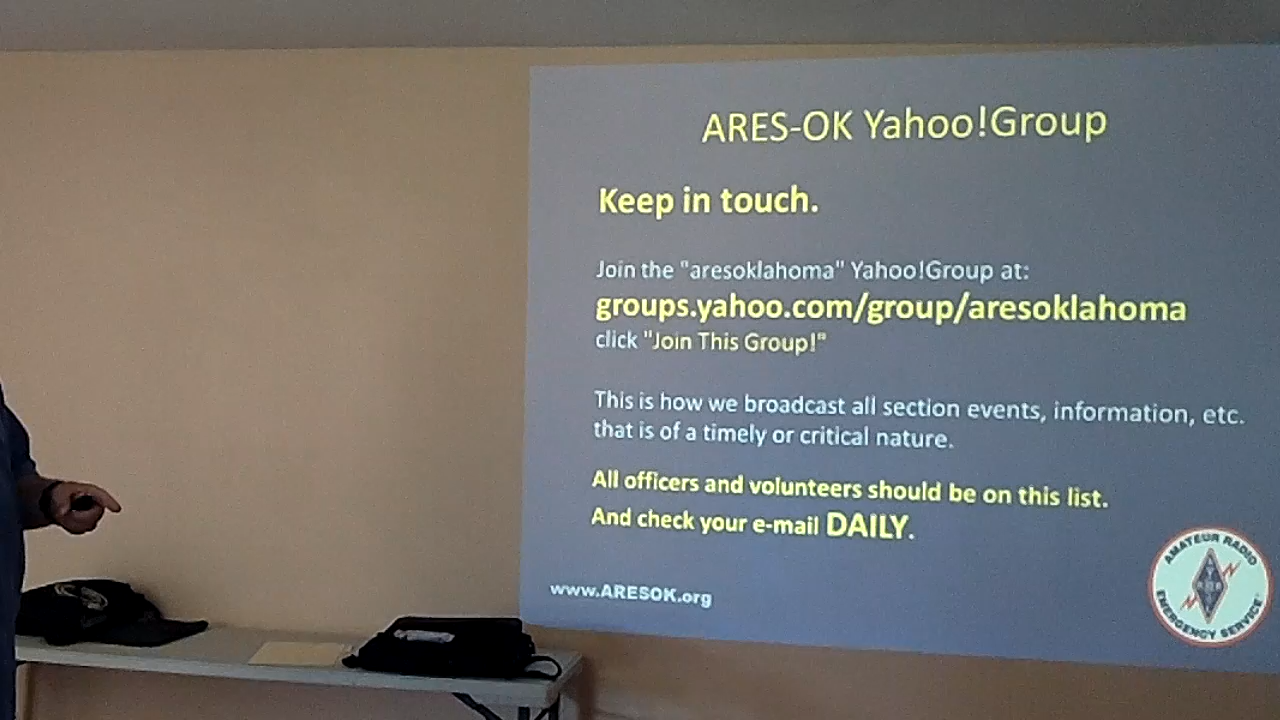 ARES-OK Yahoo!Group
Keep in touch.
Join the "aresoklahoma" Yahoo!Group at:
groups.yahoo.com/group/aresoklahoma
click "Join This Group!"
This is how we broadcast all section events, information, etc.
that is of a timely or critical nature.
All officers and volunteers should be on this list.
And check your e-mail DAILY.
www.ARESOK.org
AMATEUR RADIO
EMERGENCY SERVICE